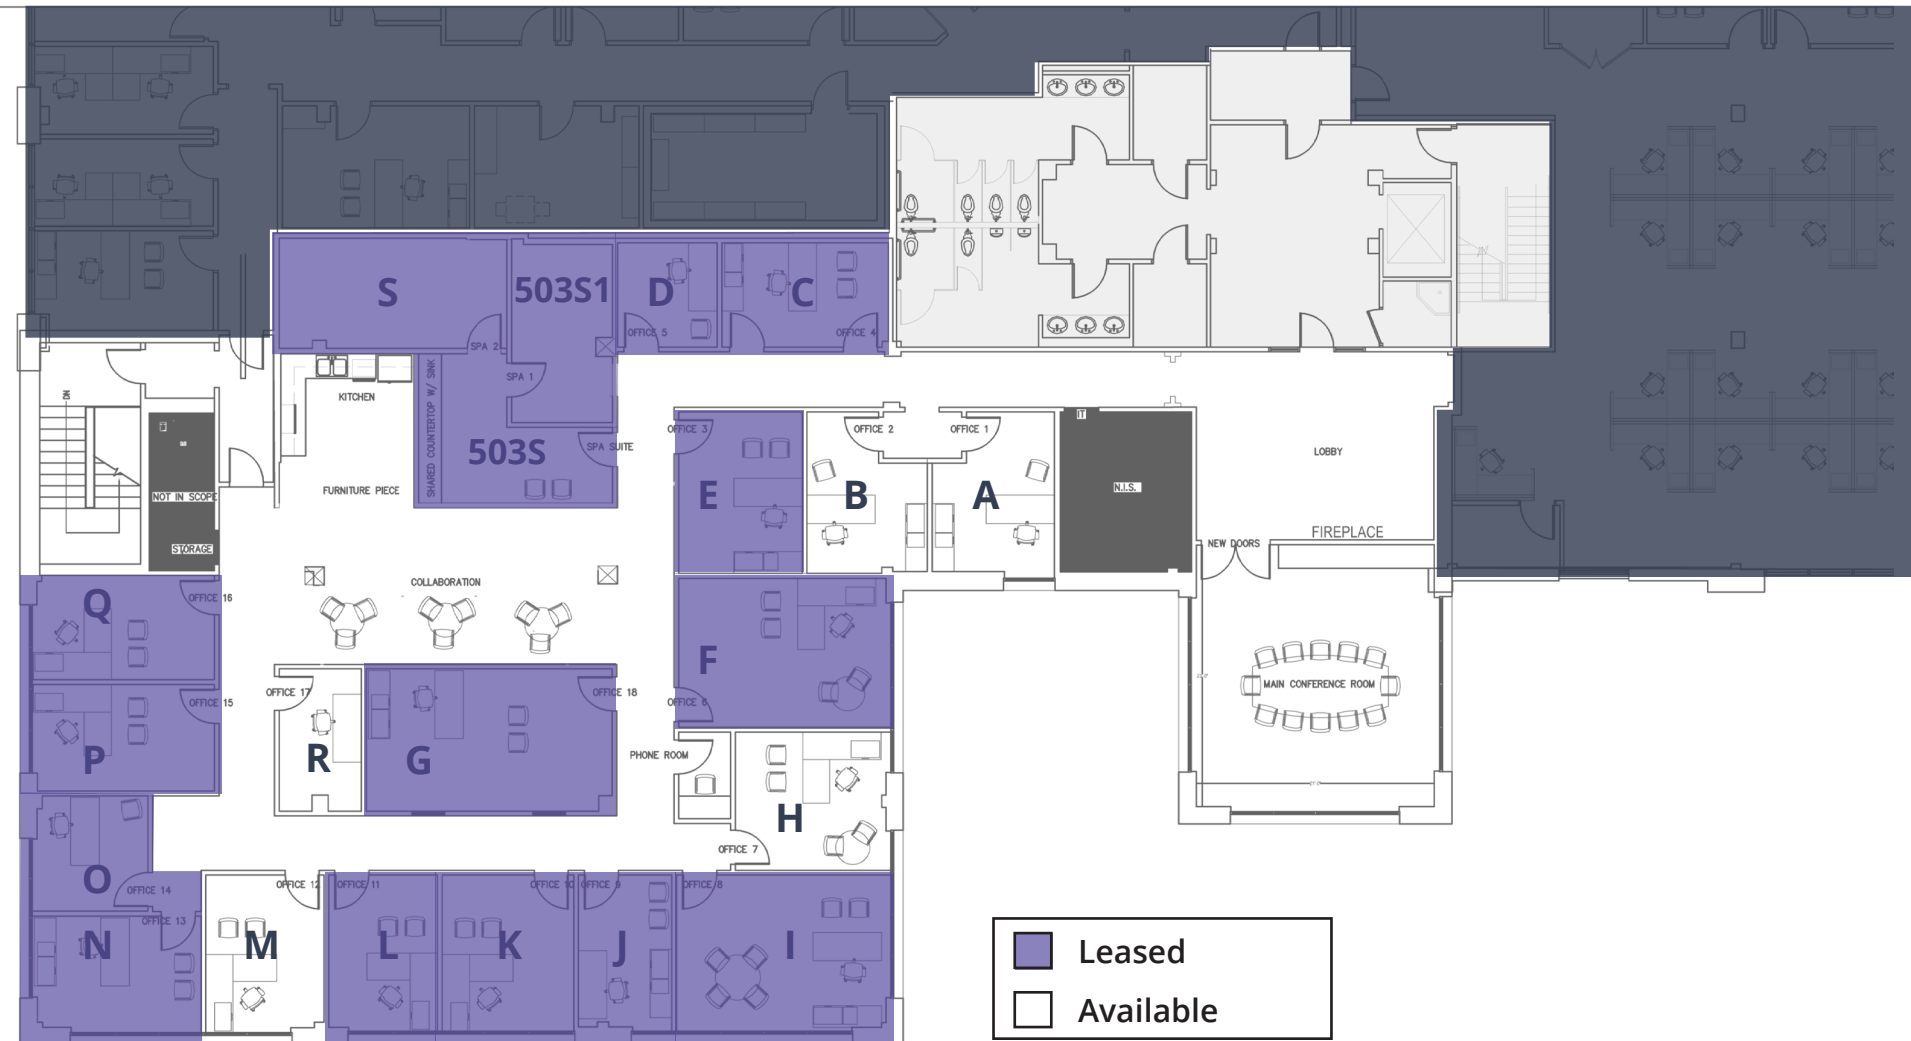 S
503S1
D
C
OFFICE 5
OFFICE 4
SPA 2
SPA 1
DN
KITCHEN
SHARED COUNTERTOP W/ SINK
503S
SPA SUITE
FURNITURE PIECE
OFFICE 3
OFFICE 2
OFFICE 1
IT
E
B
A
N.I.S.
LOBBY
FIREPLACE
NEW DOORS
NOT IN SCOPE
STORAGE
COLLABORATION
Q
OFFICE 16
F
OFFICE 6
MAIN CONFERENCE ROOM
OFFICE 15
P
OFFICE 17
R
G
OFFICE 18
PHONE ROOM
H
OFFICE 7
O
OFFICE 14
OFFICE 13
N
OFFICE 12
M
OFFICE 11
L
OFFICE 10
K
OFFICE 9
J
OFFICE 8
I
Leased
Available